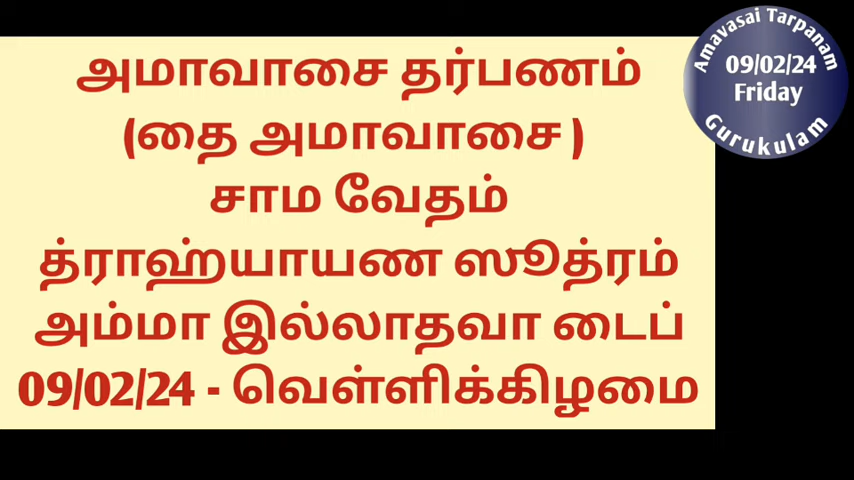 அமாவாசை தர்பணம்
(தை அமாவாசை )
சாம வேதம்
த்ராஹ்யாயண ஸூத்ரம்
அம்மா இல்லாதவா டைப்
09/02/24 - வெள்ளிக்கிழமை
Amavasai Tarpanam
09/02/24
Friday
Gurukulam